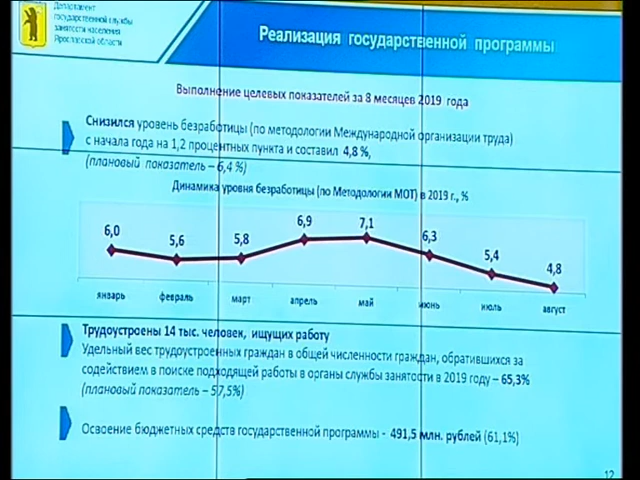 Департамент
государственной службы
занятости населения
Ярославской области
Реализация государственной программы
Выполнение целевых показателей за 8 месяцев 2019 года
Снизился уровень безработицы (по методологии Международной организации труда)
с начала года на 1,2 процентных пункта и составил 4,8 %,
(плановый показатель – 6,4 %)
Динамика уровня безработицы (по Методологии МОТ) в 2019 г., %
6,0 5,6 5,8 6,9 7,1 6,3 5,4 4,8
январь февраль март апрель май июнь июль август
Трудоустроены 14 тыс. человек, ищущих работу
Удельный вес трудоустроенных граждан в общей численности граждан, обратившихся за
содействием в поиске подходящей работы в органы службы занятости в 2019 году – 65,3%
(плановый показатель – 57,5%)
Освоение бюджетных средств государственной программы - 491,5 млн. рублей (61,1%)
12